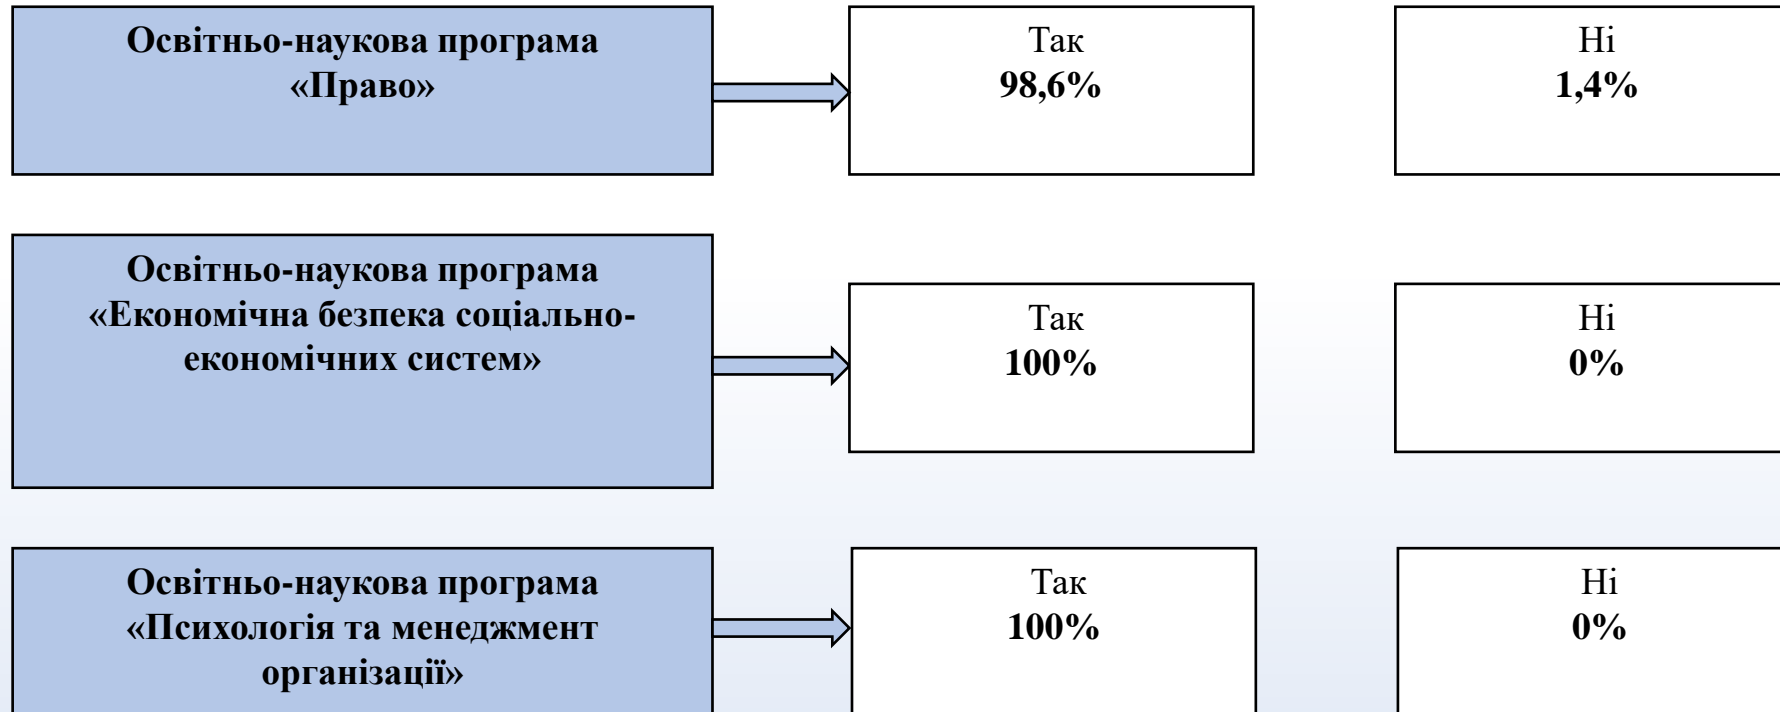 Освітньо-наукова програма
«Право»
Так
98,6%
Ні
1,4%
Освітньо-наукова програма
«Економічна безпека соціально-
економічних систем»
Так
100%
Ні
0%
Освітньо-наукова програма
«Психологія та менеджмент
організації»
Так
100%
Ні
0%